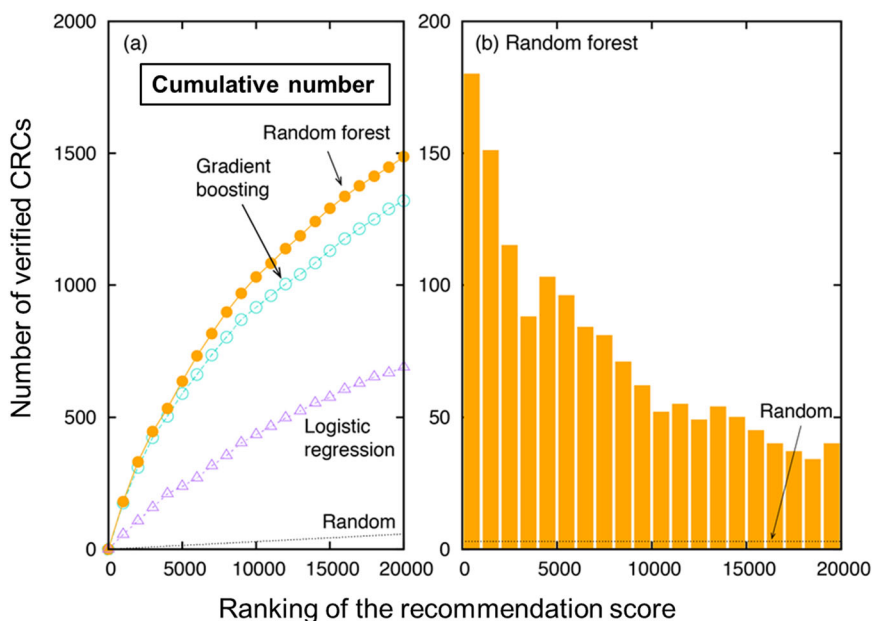 Number of verified CRCs
2000
1500
1000
500
0
(a)
Cumulative number
Random forest
Gradient
boosting
Logistic
regression
Random
0
5000
10000
15000
20000
200
150
100
50
0
(b) Random forest
Random
0
5000
10000
15000
20000
Ranking of the recommendation score